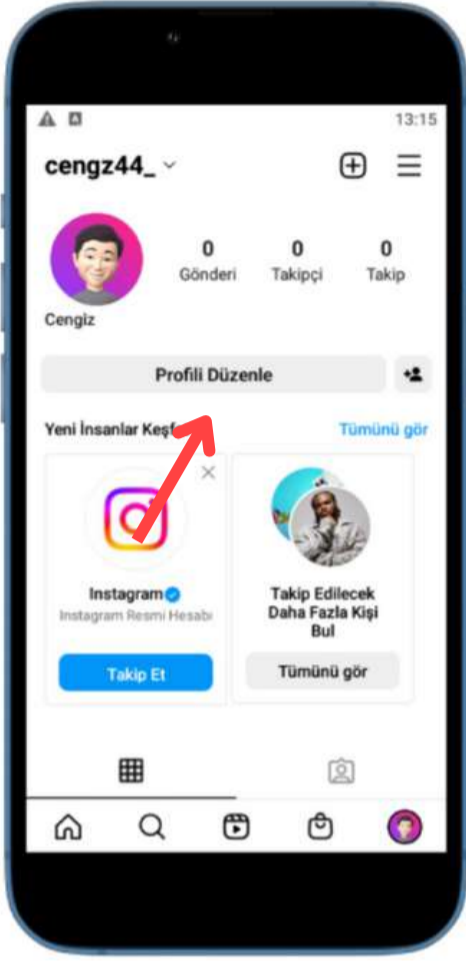 13:15
cengz44_
0 0 0
Gönderi Takipçi Takip
Cengiz
Profili Düzenle
Yeni İnsanlar Keşf
Tümünü gör
Instagram
Instagram Resmi Hesabı
Takip Et
Takip Edilecek
Daha Fazla Kişi
Bul
Tümünü gör